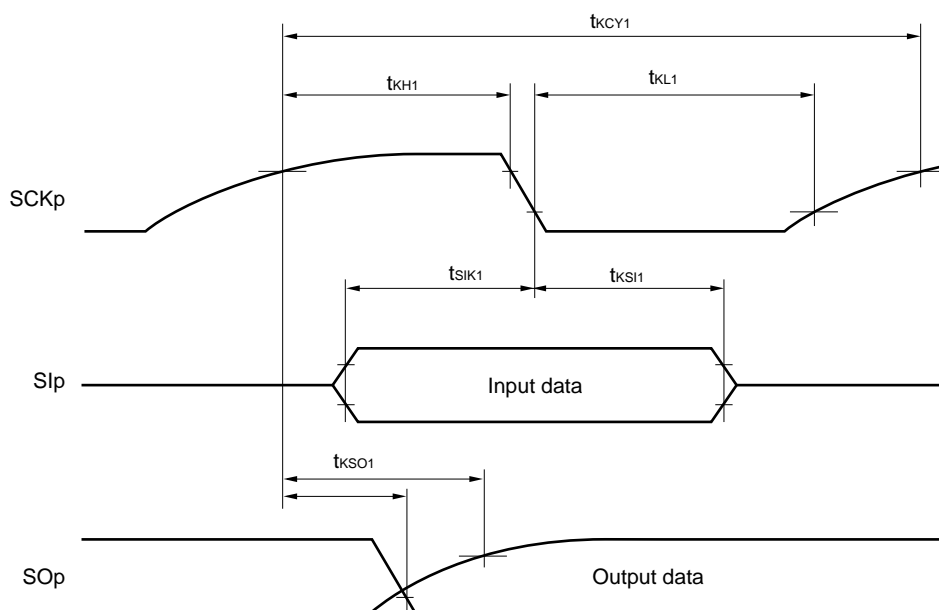 tKCY1
tKH1
tKL1
SCKp
tSIK1
tKSI1
SIp
Input data
tKSO1
SOp
Output data